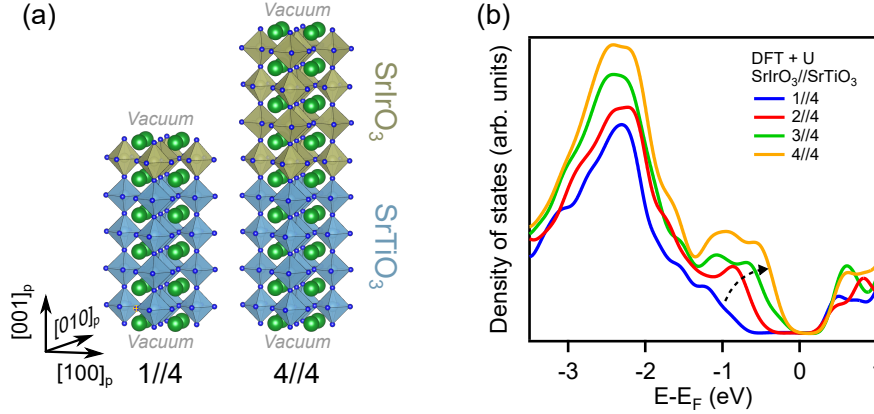 (a)
Vacuum
Vacuum
SrIrO₃
SrTiO₃
[001]ₚ
[010]ₚ
[100]ₚ
Vacuum
Vacuum
1//4
4//4
(b)
Density of states (arb. units)
DFT + U
SrIrO₃//SrTiO₃
1//4
2//4
3//4
4//4
-3
-2
-1
0
1
E-E_F (eV)